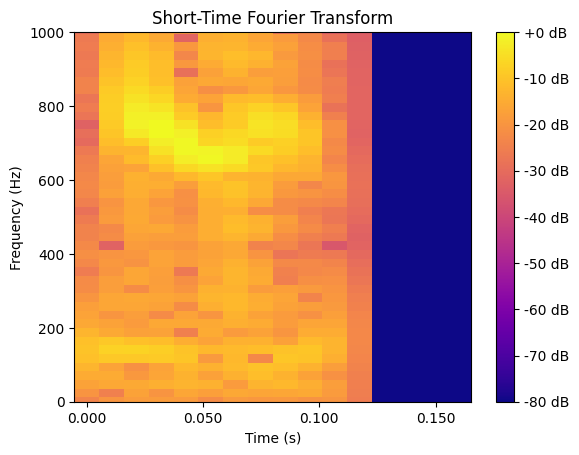 Short-Time Fourier Transform
1000
800
600
400
200
0
Frequency (Hz)
0.000
0.050
0.100
0.150
Time (s)
+0 dB
-10 dB
-20 dB
-30 dB
-40 dB
-50 dB
-60 dB
-70 dB
-80 dB